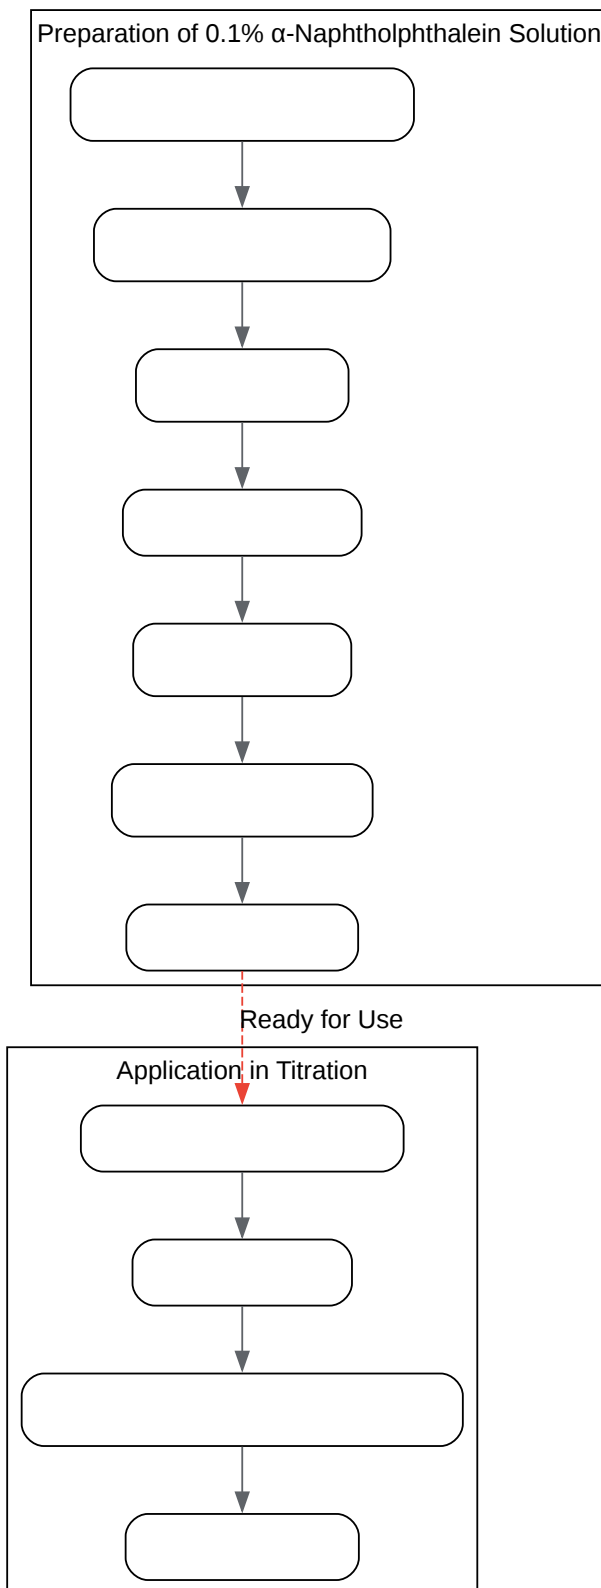 Preparation of 0.1% α-Naphtholphthalein Solution
Ready for Use
Application in Titration